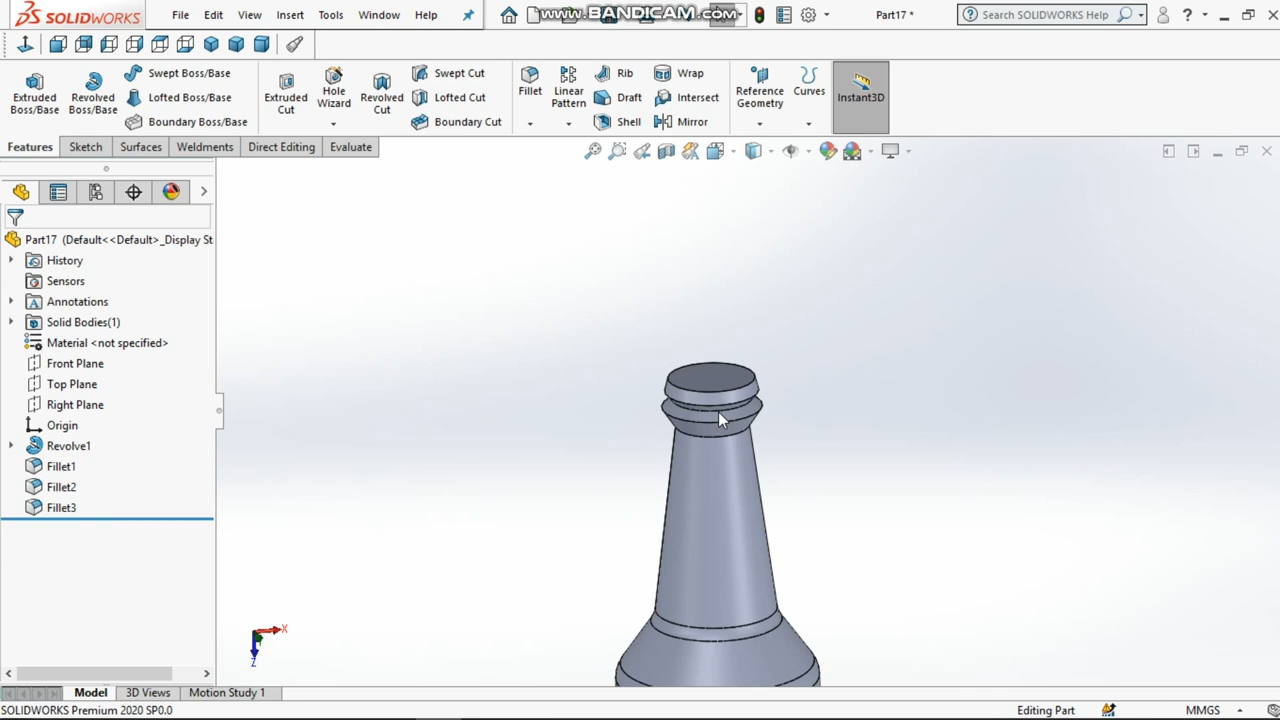 SOLIDWORKS File Edit View Insert Tools Window Help www.BANDICAM.com Part17 * Search SOLIDWORKS Help ?
Extruded Boss/Base
Revolved Boss/Base
Swept Boss/Base
Lofted Boss/Base
Boundary Boss/Base
Extruded Cut
Hole Wizard
Revolved Cut
Swept Cut
Lofted Cut
Boundary Cut
Fillet
Linear Pattern
Rib
Draft
Shell
Wrap
Intersect
Mirror
Reference Geometry
Curves
Instant3D
Features Sketch Surfaces Weldments Direct Editing Evaluate
Part17 (Default<<Default>_Display St
History
Sensors
Annotations
Solid Bodies(1)
Material <not specified>
Front Plane
Top Plane
Right Plane
Origin
Revolve1
Fillet1
Fillet2
Fillet3
X
Z
Model 3D Views Motion Study 1
SOLIDWORKS Premium 2020 SP0.0 Editing Part MMGS